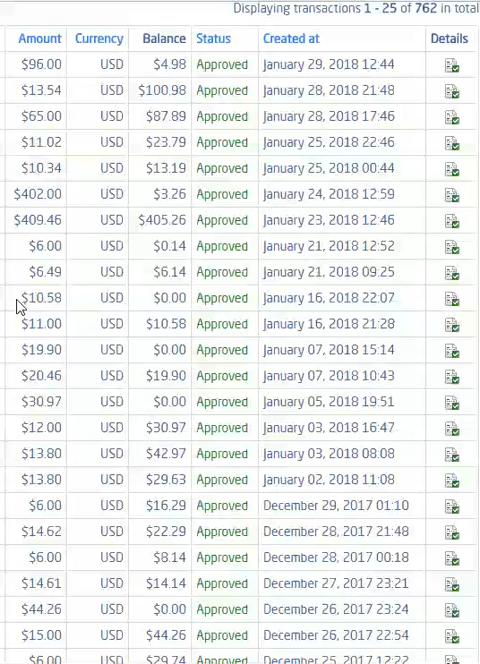 Displaying transactions 1 - 25 of 762 in total
Amount Currency Balance Status Created at Details
$96.00 USD $4.98 Approved January 29, 2018 12:44
$13.54 USD $100.98 Approved January 28, 2018 21:48
$65.00 USD $87.89 Approved January 28, 2018 17:46
$11.02 USD $23.79 Approved January 25, 2018 22:46
$10.34 USD $13.19 Approved January 25, 2018 00:44
$402.00 USD $3.26 Approved January 24, 2018 12:59
$409.46 USD $405.26 Approved January 23, 2018 12:46
$6.00 USD $0.14 Approved January 21, 2018 12:52
$6.49 USD $6.14 Approved January 21, 2018 09:25
$10.58 USD $0.00 Approved January 16, 2018 22:07
$11.00 USD $10.58 Approved January 16, 2018 21:28
$19.90 USD $0.00 Approved January 07, 2018 15:14
$20.46 USD $19.90 Approved January 07, 2018 10:43
$30.97 USD $0.00 Approved January 05, 2018 19:51
$12.00 USD $30.97 Approved January 03, 2018 16:47
$13.80 USD $42.97 Approved January 03, 2018 08:08
$13.80 USD $29.63 Approved January 02, 2018 11:08
$6.00 USD $16.29 Approved December 29, 2017 01:10
$14.62 USD $22.29 Approved December 28, 2017 21:48
$6.00 USD $8.14 Approved December 28, 2017 00:18
$14.61 USD $14.14 Approved December 27, 2017 23:21
$44.26 USD $0.00 Approved December 26, 2017 23:24
$15.00 USD $44.26 Approved December 26, 2017 22:54
$6.00 USD $29.74 Approved December 25, 2017 12:22